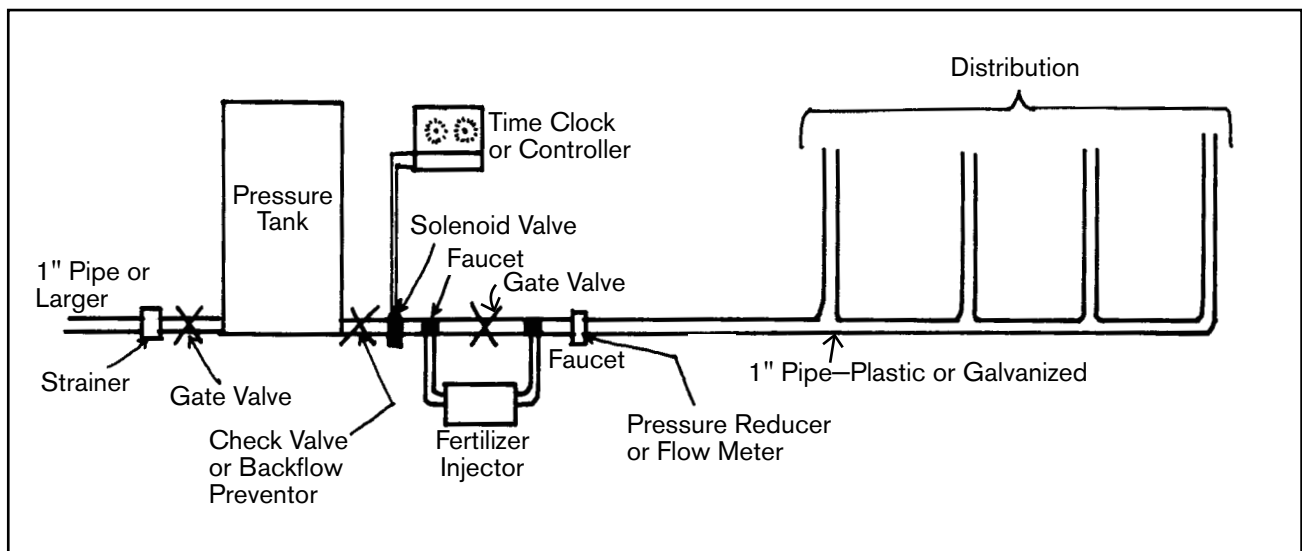 Distribution
Time Clock
or Controller
Pressure
Tank
Solenoid Valve
Faucet
Gate Valve
1" Pipe or
Larger
Strainer
Gate Valve
Check Valve
or Backflow
Preventor
Fertilizer
Injector
Faucet
Pressure Reducer
or Flow Meter
1" Pipe—Plastic or Galvanized